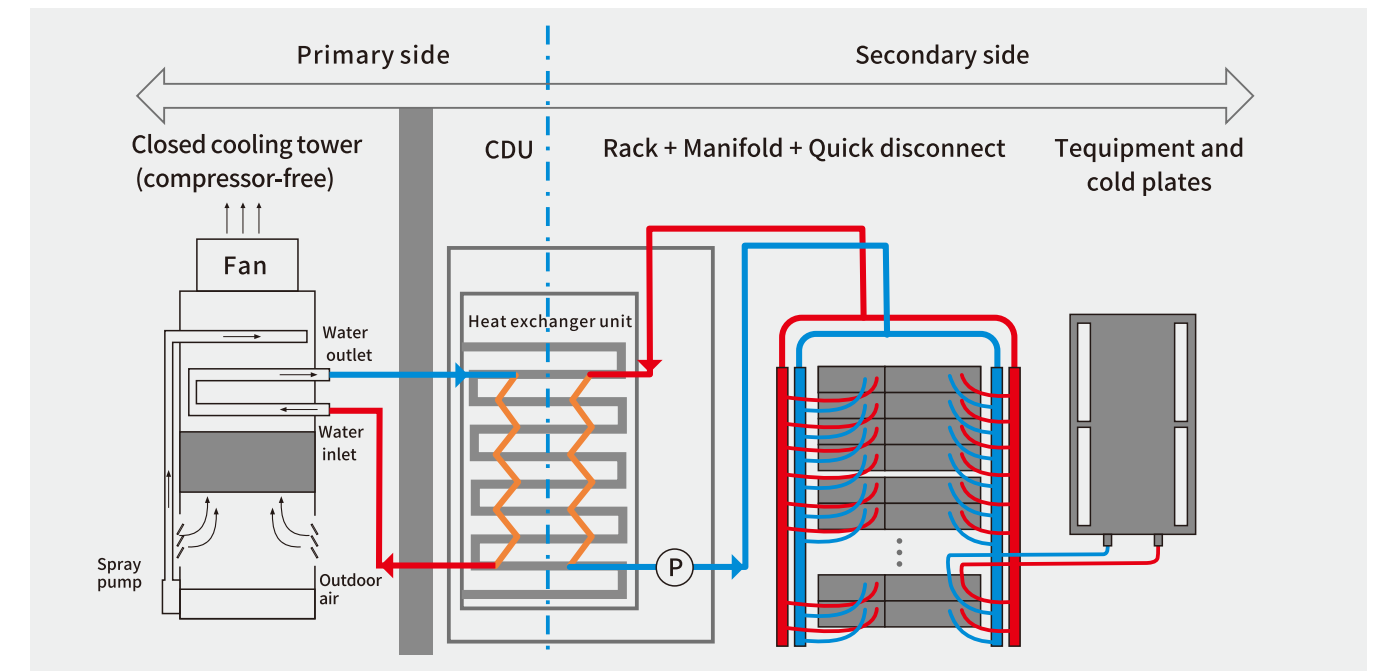 Primary side
Secondary side
Closed cooling tower
(compressor-free)
CDU
Rack + Manifold + Quick disconnect
Tequipment and
cold plates
Fan
Water
outlet
Heat exchanger unit
Water
inlet
Spray
pump
Outdoor
air
P